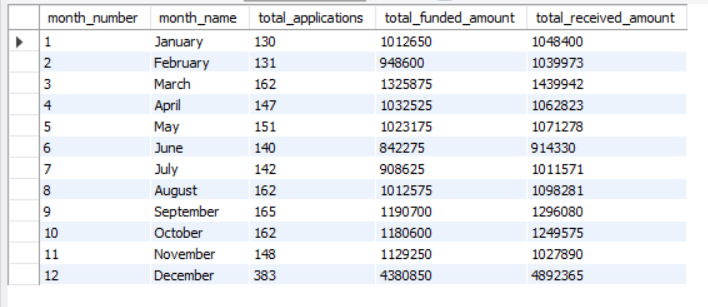 month_number month_name total_applications total_funded_amount total_received_amount
1 January 130 1012650 1048400
2 February 131 948600 1039973
3 March 162 1325875 1439942
4 April 147 1032525 1062823
5 May 151 1023175 1071278
6 June 140 842275 914330
7 July 142 908625 1011571
8 August 162 1012575 1098281
9 September 165 1190700 1296080
10 October 162 1180600 1249575
11 November 148 1129250 1027890
12 December 383 4380850 4892365